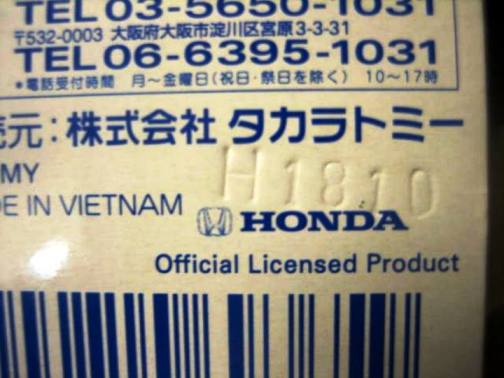 TEL 03-5650-1031
〒532-0003 大阪府大阪市淀川区宮原3-3-31
TEL 06-6395-1031
*電話受付時間 月~金曜日(祝日・祭日を除く) 10~17時
売元:株式会社 タカラトミー
H1810
MY
DE IN VIETNAM
HONDA
Official Licensed Product